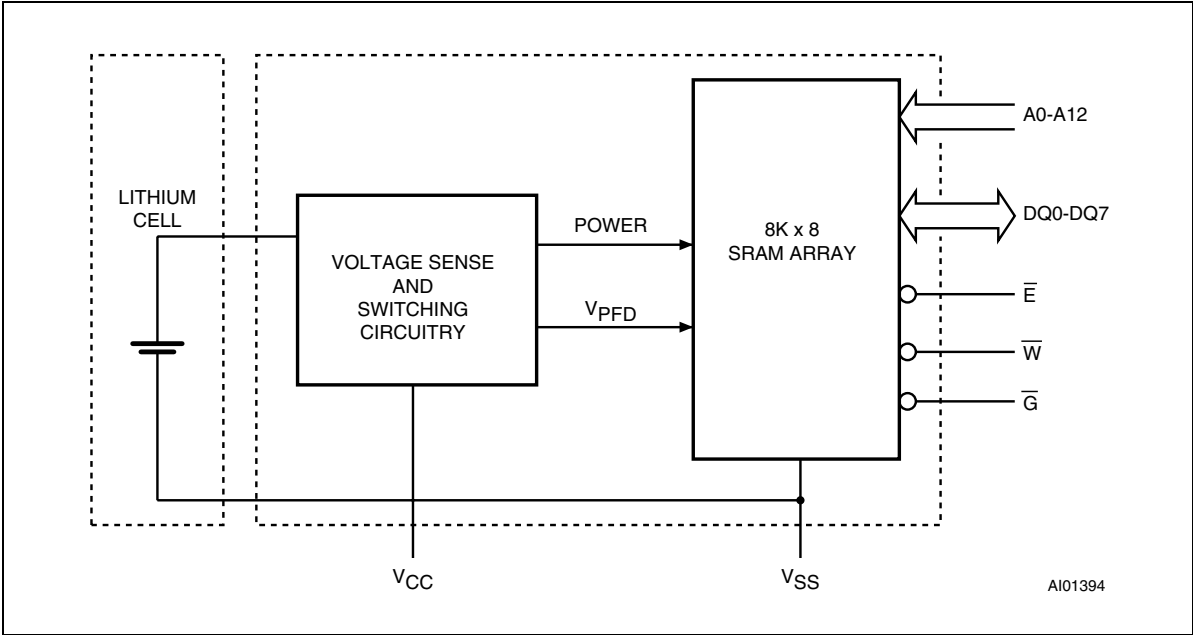 LITHIUM
CELL
VOLTAGE SENSE
AND
SWITCHING
CIRCUITRY
POWER
VPFD
8K x 8
SRAM ARRAY
A0-A12
DQ0-DQ7
E̅
W̅
G̅
VCC
VSS
AI01394